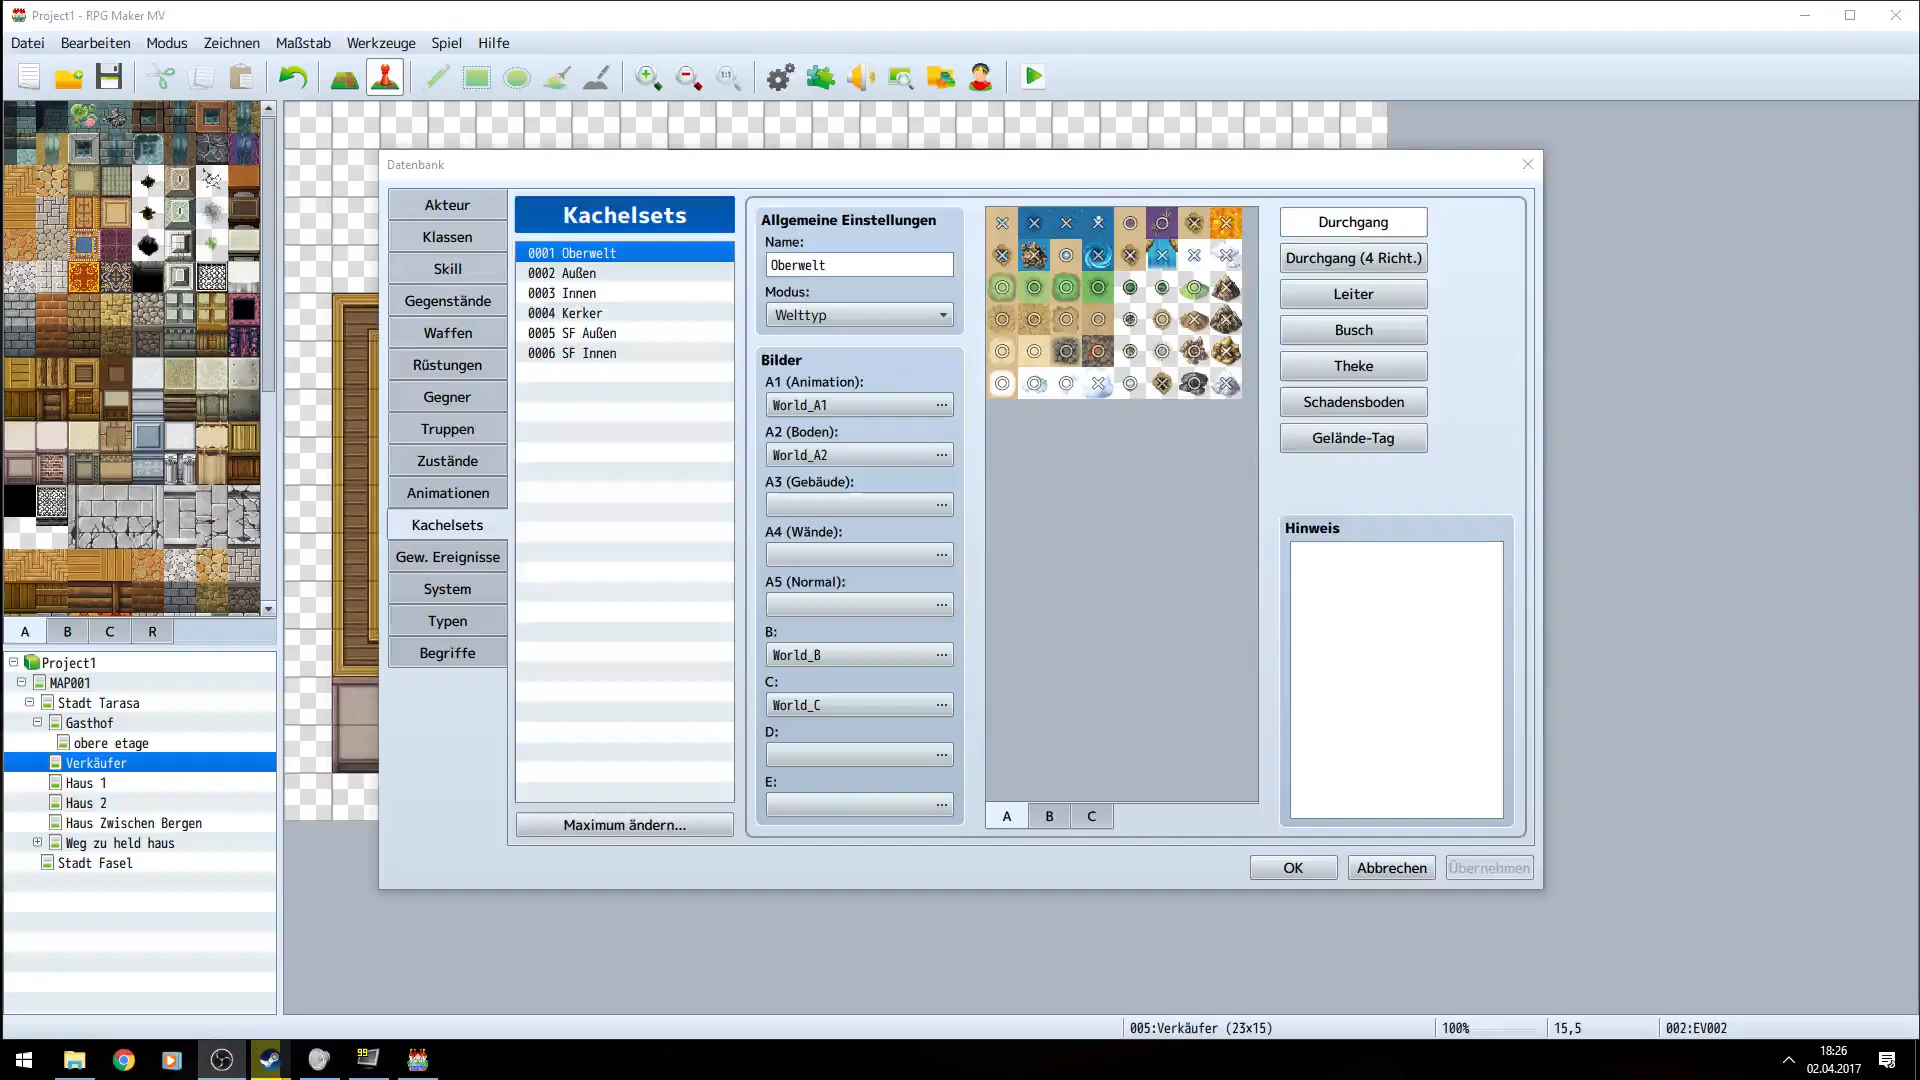 Project1 - RPG Maker MV
Datei Bearbeiten Modus Zeichnen Maßstab Werkzeuge Spiel Hilfe
1:1
A B C R
Project1
MAP001
Stadt Tarasa
Gasthof
obere etage
Verkäufer
Haus 1
Haus 2
Haus Zwischen Bergen
Weg zu held haus
Stadt Fasel
Datenbank
Akteur
Klassen
Skill
Gegenstände
Waffen
Rüstungen
Gegner
Truppen
Zustände
Animationen
Kachelsets
Gew. Ereignisse
System
Typen
Begriffe
Kachelsets
0001 Oberwelt
0002 Außen
0003 Innen
0004 Kerker
0005 SF Außen
0006 SF Innen
Maximum ändern...
Allgemeine Einstellungen
Name:
Oberwelt
Modus:
Welttyp
Bilder
A1 (Animation):
World_A1 ...
A2 (Boden):
World_A2 ...
A3 (Gebäude):
...
A4 (Wände):
...
A5 (Normal):
...
B:
World_B ...
C:
World_C ...
D:
...
E:
...
A B C
Durchgang
Durchgang (4 Richt.)
Leiter
Busch
Theke
Schadensboden
Gelände-Tag
Hinweis
OK Abbrechen Übernehmen
005:Verkäufer (23x15) 100% 15,5 002:EV002
99
18:26
02.04.2017